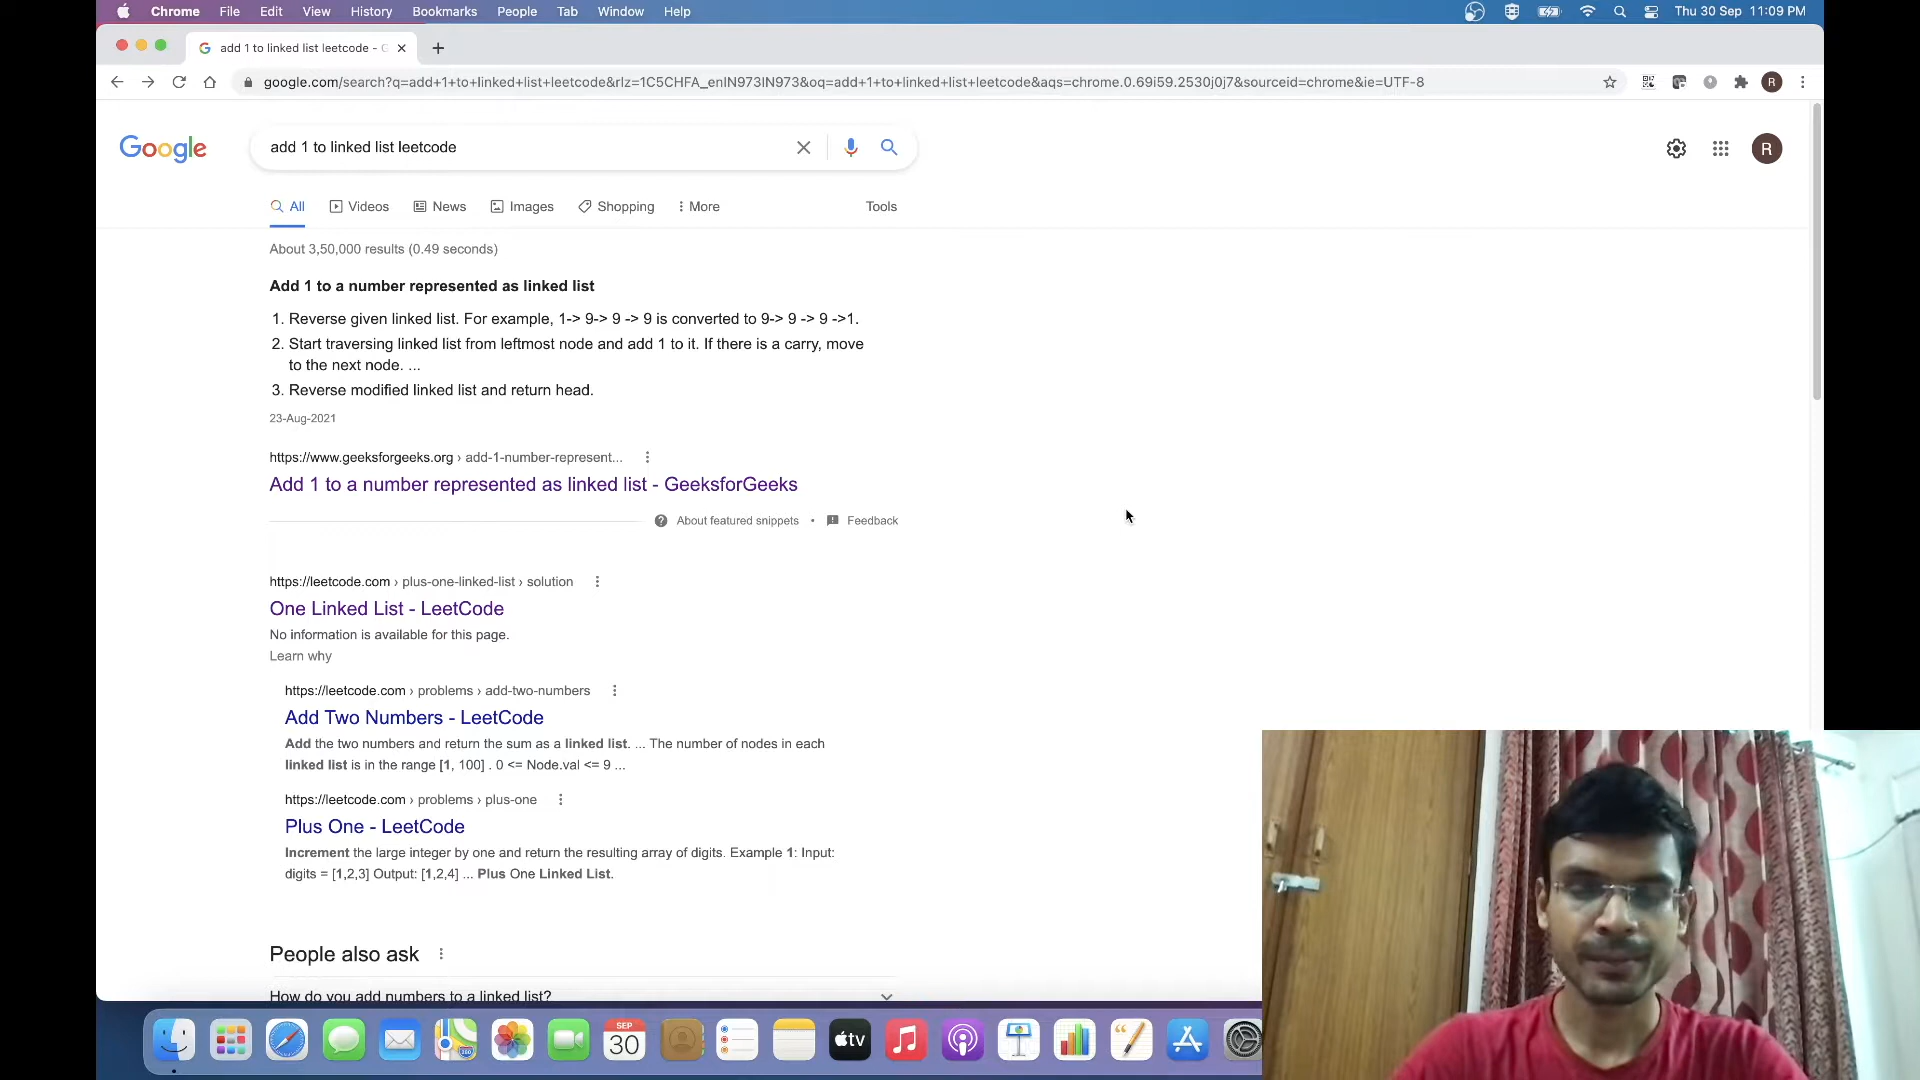 Chrome File Edit View History Bookmarks People Tab Window Help Thu 30 Sep 11:09 PM
add 1 to linked list leetcode - G
google.com/search?q=add+1+to+linked+list+leetcode&rlz=1C5CHFA_enIN973IN973&oq=add+1+to+linked+list+leetcode&aqs=chrome.0.69i59.2530j0j7&sourceid=chrome&ie=UTF-8 R
Google add 1 to linked list leetcode R
All Videos News Images Shopping More Tools
About 3,50,000 results (0.49 seconds)
Add 1 to a number represented as linked list
1. Reverse given linked list. For example, 1-> 9-> 9 -> 9 is converted to 9-> 9 -> 9 ->1.
2. Start traversing linked list from leftmost node and add 1 to it. If there is a carry, move
to the next node. ...
3. Reverse modified linked list and return head.
23-Aug-2021
https://www.geeksforgeeks.org › add-1-number-represent...
Add 1 to a number represented as linked list - GeeksforGeeks
About featured snippets • Feedback
https://leetcode.com › plus-one-linked-list › solution
One Linked List - LeetCode
No information is available for this page.
Learn why
https://leetcode.com › problems › add-two-numbers
Add Two Numbers - LeetCode
Add the two numbers and return the sum as a linked list. ... The number of nodes in each
linked list is in the range [1, 100] . 0 <= Node.val <= 9 ...
https://leetcode.com › problems › plus-one
Plus One - LeetCode
Increment the large integer by one and return the resulting array of digits. Example 1: Input:
digits = [1,2,3] Output: [1,2,4] ... Plus One Linked List.
People also ask
How do you add numbers to a linked list?
SEP
30
tv